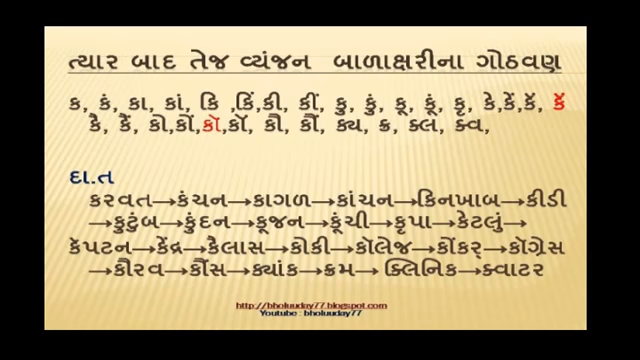 ત્યાર બાદ તેજ વ્યંજન બાળાક્ષરીના ગોઠવણ
ક, કં, કા, કાં, કિ ,કિં,કી, કીં, કુ, કું, કૂ, કૂં, કૃ, કે,કેં,કૅ, કૅં
કૈ, કૈં, કો,કોં,કૉ,કૉં, કૌ, કૌં, ક્ય, ક્ર, ક્લ, ક્વ,
દા.ત
કરવત→કંચન→કાગળ→કાંચન→કિનખાબ→કીડી
→કુટુંબ→કુંદન→કૂજન→કૂંચી→કૃપા→કેટલું→
કૅપટન→કેંદ્ર→કૈલાસ→કોકી→કૉલેજ→કોંકર્→કૉંગ્રેસ
→કૌરવ→કૌંસ→ક્યાંક→ક્રમ→ ક્લિનિક→ક્વાટર
http://bholuuday77.blogspot.com
Youtube : bholuuday77